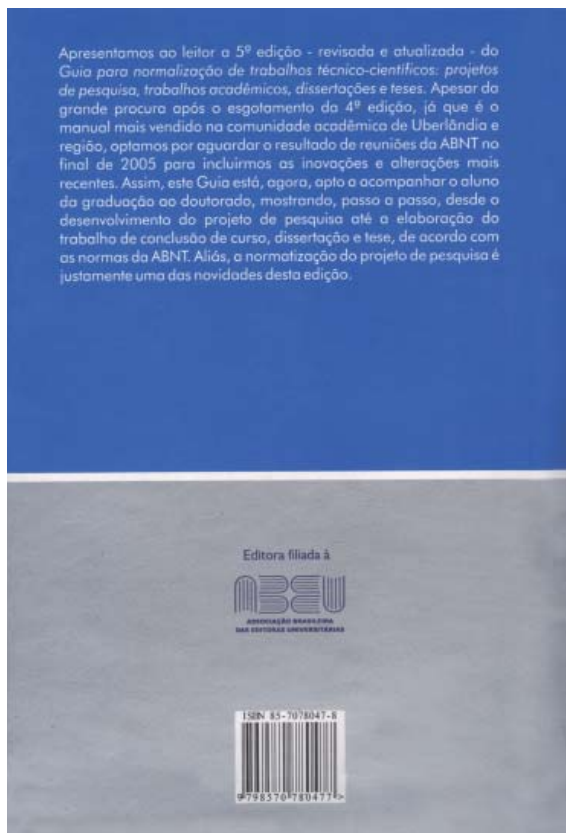 Apresentamos ao leitor a 5ª edição - revisada e atualizada - do
Guia para normalização de trabalhos técnico-científicos: projetos
de pesquisa, trabalhos acadêmicos, dissertações e teses. Apesar da
grande procura após o esgotamento da 4ª edição, já que é o
manual mais vendido na comunidade acadêmica de Uberlândia e
região, optamos por aguardar o resultado de reuniões da ABNT no
final de 2005 para incluirmos as inovações e alterações mais
recentes. Assim, este Guia está, agora, apto a acompanhar o aluno
da graduação ao doutorado, mostrando, passo a passo, desde o
desenvolvimento do projeto de pesquisa até a elaboração do
trabalho de conclusão de curso, dissertação e tese, de acordo com
as normas da ABNT. Aliás, a normatização do projeto de pesquisa é
justamente uma das novidades desta edição.
Editora filiada à
ABEU
ASSOCIAÇÃO BRASILEIRA
DAS EDITORAS UNIVERSITÁRIAS
ISBN 85-7078047-8
9 798570 780477>